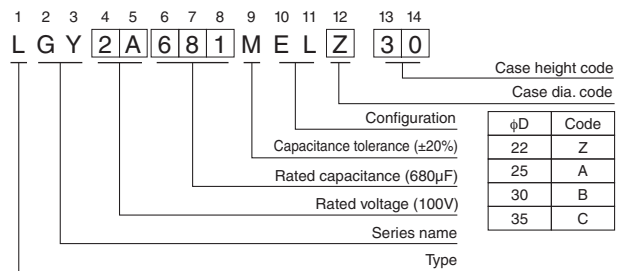 1 2 3 4 5 6 7 8 9 10 11 12 13 14
L G Y 2 A 6 8 1 M E L Z 3 0
Case height code
Case dia. code
Configuration
Capacitance tolerance (±20%)
Rated capacitance (680µF)
Rated voltage (100V)
Series name
Type
φD Code
22 Z
25 A
30 B
35 C